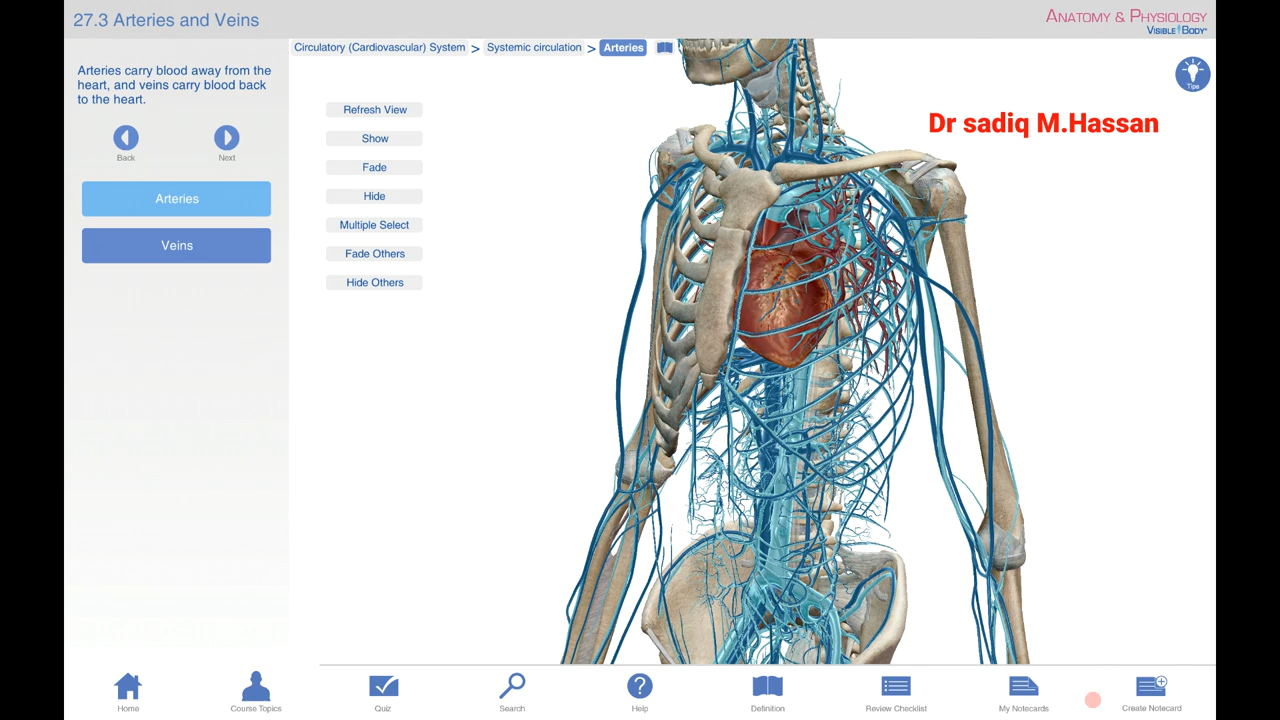 27.3 Arteries and Veins
ANATOMY & PHYSIOLOGY
VISIBLE BODY®
Circulatory (Cardiovascular) System > Systemic circulation > Arteries
Arteries carry blood away from the
heart, and veins carry blood back
to the heart.
Back
Next
Arteries
Veins
Refresh View
Show
Fade
Hide
Multiple Select
Fade Others
Hide Others
Tips
Dr sadiq M.Hassan
Home
Course Topics
Quiz
Search
Help
Definition
Review Checklist
My Notecards
Create Notecard